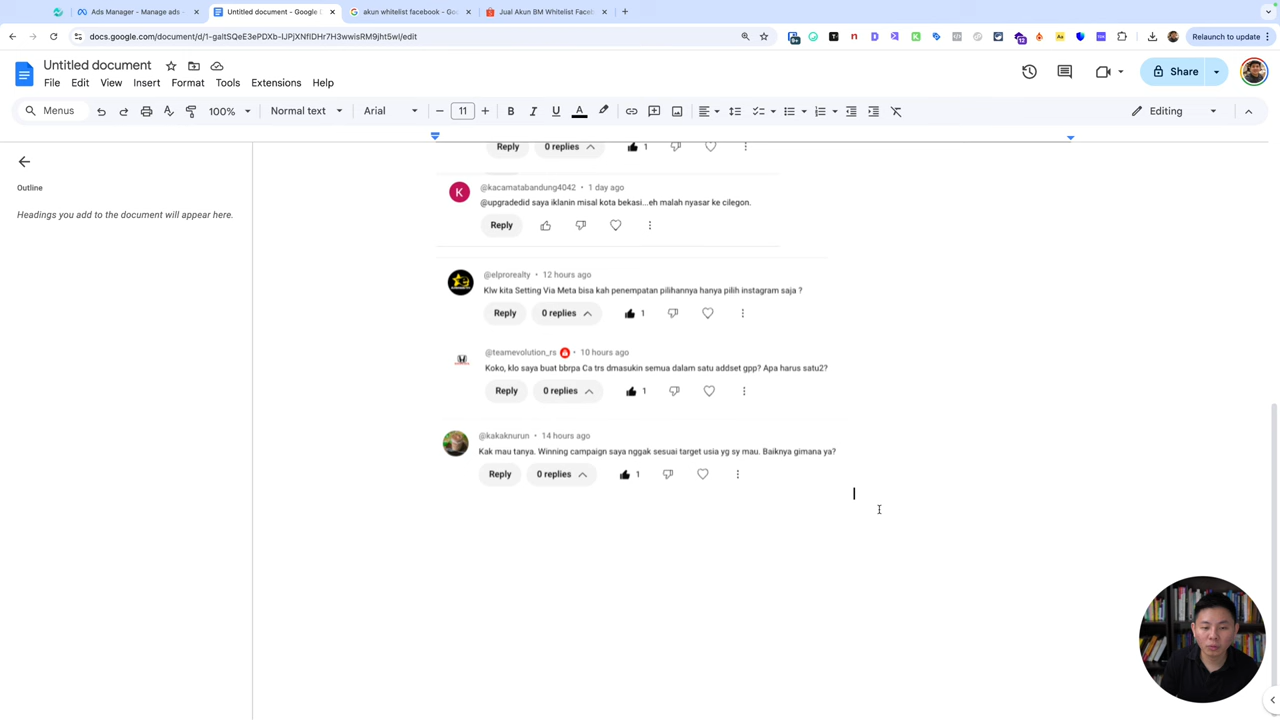 Ads Manager - Manage ads -
Untitled document - Google D
akun whitelist facebook - Goo
Jual Akun BM Whitelist Faceb
docs.google.com/document/d/1-galtSQeE3ePDXb-lJPjXNfIDHr7H3wwisRM9jht5wI/edit
12
Relaunch to update
Untitled document
File Edit View Insert Format Tools Extensions Help
Share
Menus
100%
Normal text
Arial
11
Editing
Outline
Headings you add to the document will appear here.
Reply 0 replies 1
K
@kacamatabandung4042 • 1 day ago
@upgradedid saya iklanin misal kota bekasi...eh malah nyasar ke cilegon.
Reply
@elprorealty • 12 hours ago
Klw kita Setting Via Meta bisa kah penempatan pilihannya hanya pilih instagram saja ?
Reply 0 replies 1
@teamevolution_rs • 10 hours ago
Koko, klo saya buat bbrpa Ca trs dmasukin semua dalam satu addset gpp? Apa harus satu2?
Reply 0 replies 1
@kakaknurun • 14 hours ago
Kak mau tanya. Winning campaign saya nggak sesuai target usia yg sy mau. Baiknya gimana ya?
Reply 0 replies 1